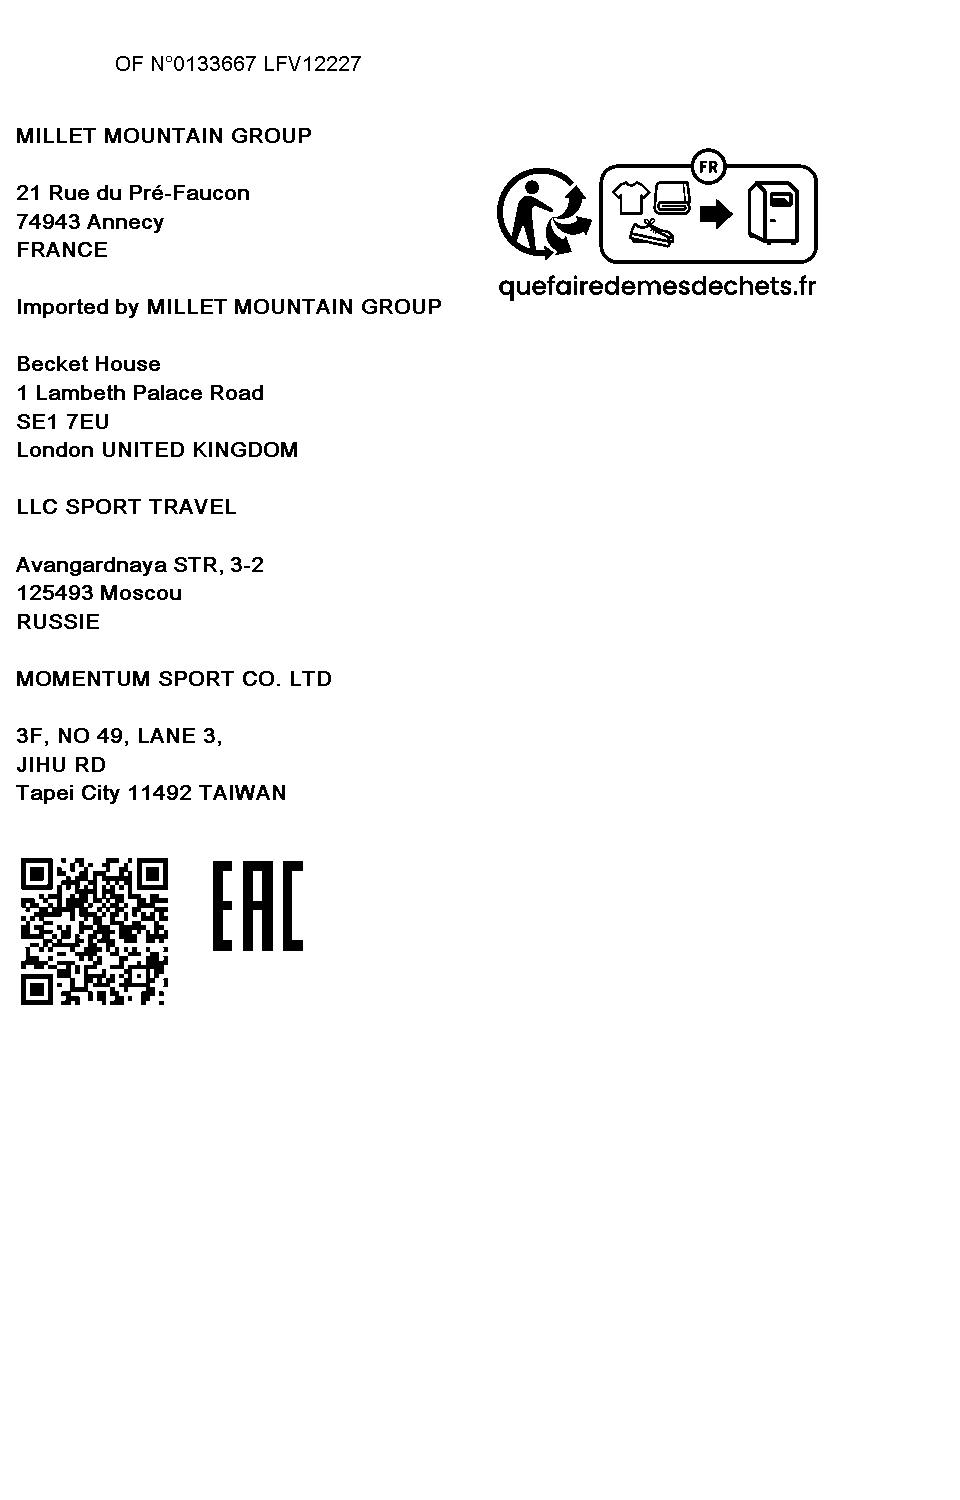 OF N°0133667 LFV12227
MILLET MOUNTAIN GROUP
21 Rue du Pré-Faucon
74943 Annecy
FRANCE
Imported by MILLET MOUNTAIN GROUP
Becket House
1 Lambeth Palace Road
SE1 7EU
London UNITED KINGDOM
LLC SPORT TRAVEL
Avangardnaya STR, 3-2
125493 Moscou
RUSSIE
MOMENTUM SPORT CO. LTD
3F, NO 49, LANE 3,
JIHU RD
Tapei City 11492 TAIWAN
EAC
FR
quefairedemesdechets.fr